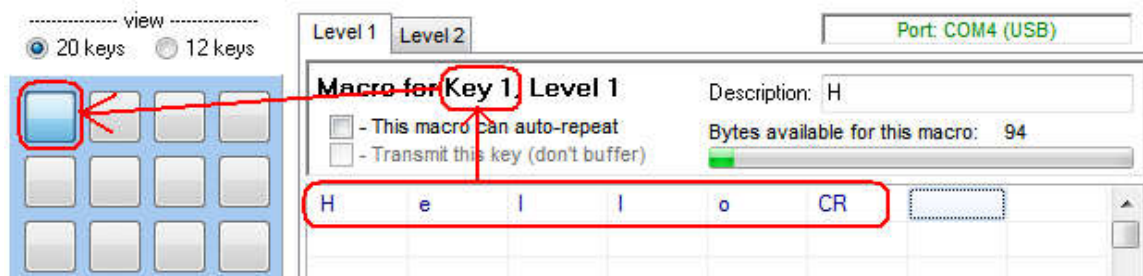 view
20 keys 12 keys
Level 1 Level 2
Port: COM4 (USB)
Macro for Key 1, Level 1
Description: H
- This macro can auto-repeat
Bytes available for this macro: 94
- Transmit this key (don't buffer)
H e l l o CR